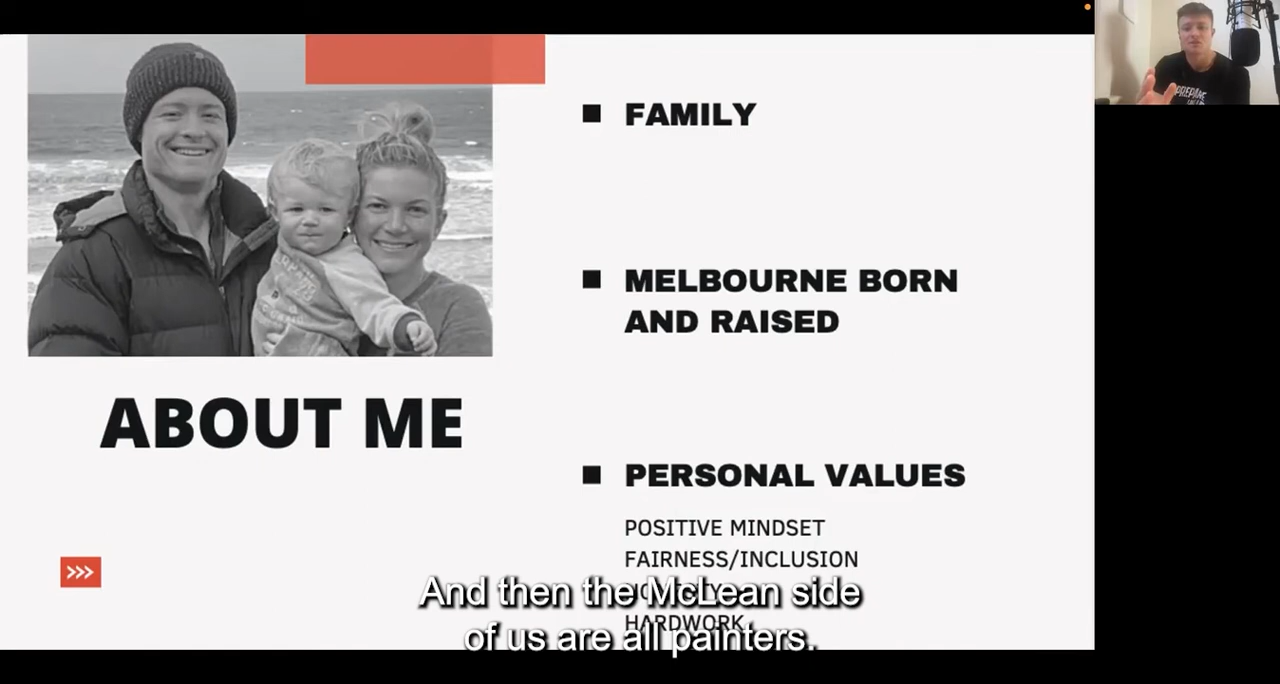 FAMILY
MELBOURNE BORN
AND RAISED
ABOUT ME
PERSONAL VALUES
POSITIVE MINDSET
FAIRNESS/INCLUSION
HARDWORK
>>>
And then the McLean side
of us are all painters.
PREPARE